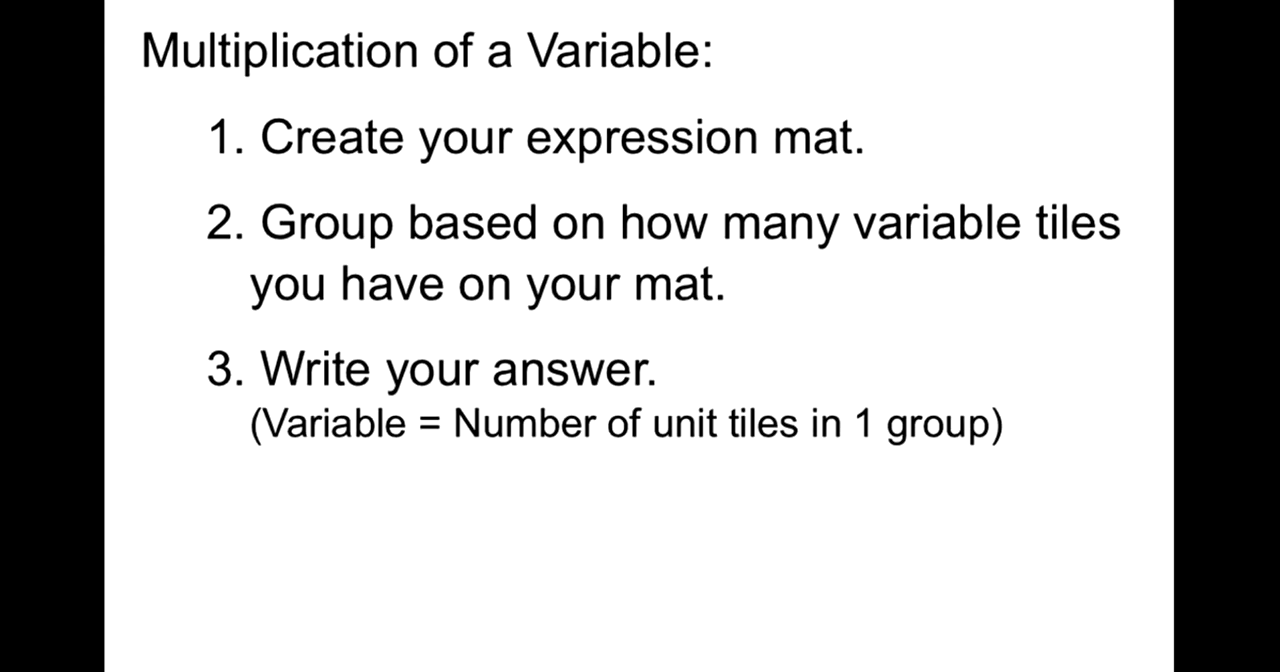 Multiplication of a Variable:
1. Create your expression mat.
2. Group based on how many variable tiles
you have on your mat.
3. Write your answer.
(Variable = Number of unit tiles in 1 group)